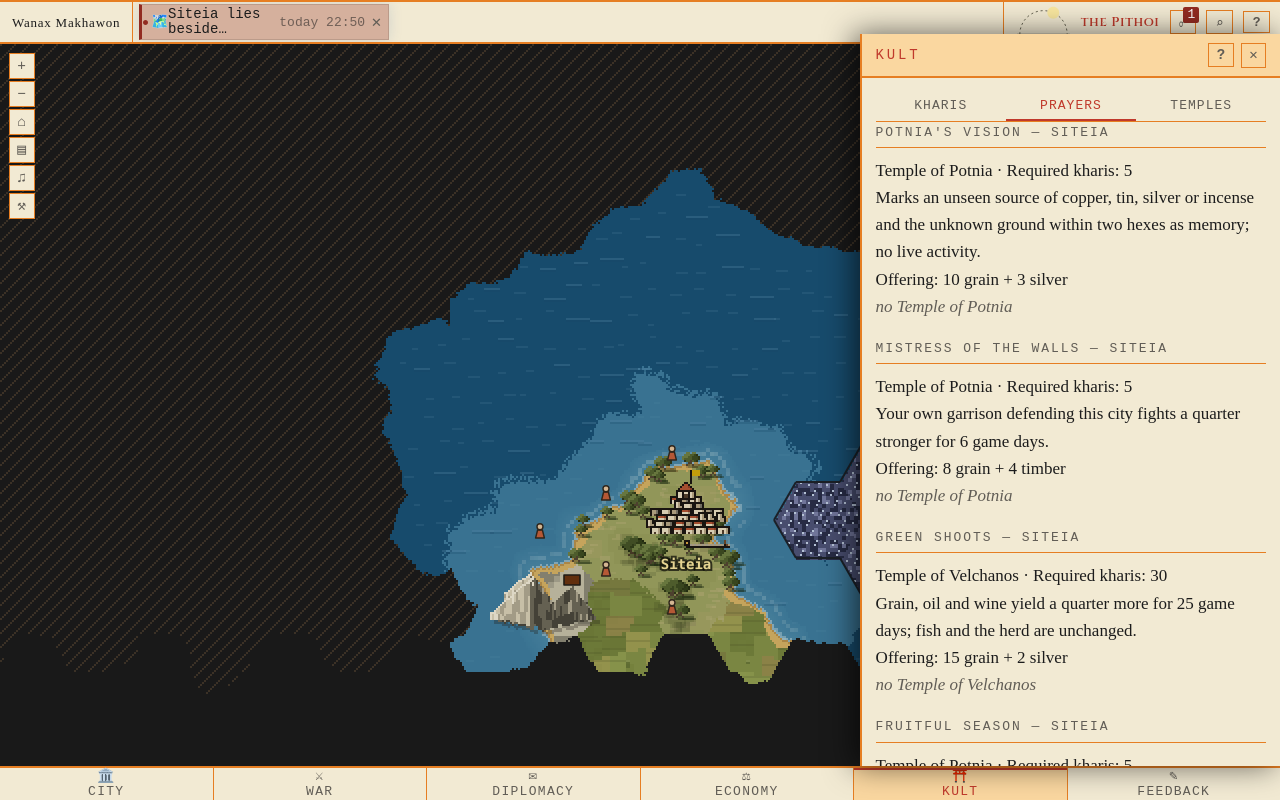 Wanax Makhawon
Siteia lies
beside…
today 22:50 ✕
THE PITHOI
1
?
KULT
? ✕
KHARIS PRAYERS TEMPLES
POTNIA'S VISION — SITEIA
Temple of Potnia · Required kharis: 5
Marks an unseen source of copper, tin, silver or incense
and the unknown ground within two hexes as memory;
no live activity.
Offering: 10 grain + 3 silver
no Temple of Potnia
MISTRESS OF THE WALLS — SITEIA
Temple of Potnia · Required kharis: 5
Your own garrison defending this city fights a quarter
stronger for 6 game days.
Offering: 8 grain + 4 timber
no Temple of Potnia
GREEN SHOOTS — SITEIA
Temple of Velchanos · Required kharis: 30
Grain, oil and wine yield a quarter more for 25 game
days; fish and the herd are unchanged.
Offering: 15 grain + 2 silver
no Temple of Velchanos
FRUITFUL SEASON — SITEIA
Temple of Potnia · Required kharis: 5
Siteia
CITY
WAR
DIPLOMACY
ECONOMY
KULT
FEEDBACK